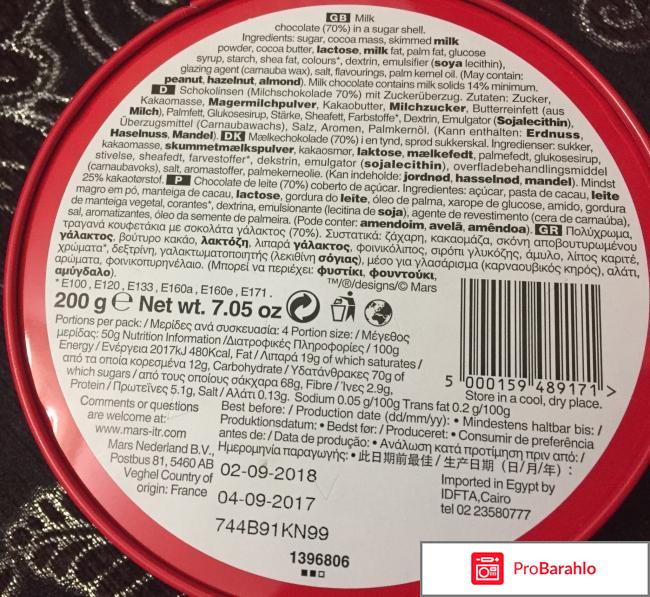 GB Milk
chocolate (70%) in a sugar shell.
Ingredients: sugar, cocoa mass, skimmed milk
powder, cocoa butter, lactose, milk fat, palm fat, glucose
syrup, starch, shea fat, colours*, dextrin, emulsifier (soya lecithin),
glazing agent (carnauba wax), salt, flavourings, palm kernel oil. (May contain:
peanut, hazelnut, almond). Milk chocolate contains milk solids 14% minimum.
D Schokolinsen (Milchschokolade 70%) mit Zuckerüberzug. Zutaten: Zucker,
Kakaomasse, Magermilchpulver, Kakaobutter, Milchzucker, Butterreinfett (aus
Milch), Palmfett, Glukosesirup, Stärke, Sheafett, Farbstoffe*, Dextrin, Emulgator (Sojalecithin),
Überzugsmittel (Carnaubawachs), Salz, Aromen, Palmkernöl. (Kann enthalten: Erdnuss,
Haselnuss, Mandel). DK Mælkechokolade (70%) i en tynd, sprød sukkerskal. Ingredienser: sukker,
kakaomasse, skummetmælkspulver, kakaosmør, laktose, mælkefedt, palmefedt, glukosesirup,
stivelse, sheafedt, farvestoffer*, dekstrin, emulgator (sojalecithin), overfladebehandlingsmiddel
(carnaubavoks), salt, aromastoffer, palmekerneolie. (Kan indeholde: jordnød, hasselnød, mandel). Mindst
25% kakaotørstof. P Chocolate de leite (70%) coberto de açúcar. Ingredientes: açúcar, pasta de cacau, leite
magro em pó, manteiga de cacau, lactose, gordura do leite, óleo de palma, xarope de glucose, amido, gordura
de manteiga vegetal, corantes*, dextrina, emulsionante (lecitina de soja), agente de revestimento (cera de carnaúba),
sal, aromatizantes, óleo da semente de palmeira. (Pode conter: amendoim, avelã, amêndoa). GR Πολύχρωμα,
τραγανά κουφετάκια με σοκολάτα γάλακτος (70%). Συστατικά: ζάχαρη, κακαομάζα, σκόνη αποβουτυρωμένου
γάλακτος, βούτυρο κακάο, λακτόζη, λιπαρά γάλακτος, φοινικόλιπος, σιρόπι γλυκόζης, άμυλο, λίπος καριτέ,
χρώματα*, δεξτρίνη, γαλακτωματοποιητής (λεκιθίνη σόγιας), μέσο για γλασάρισμα (καρναουβικός κηρός), αλάτι,
αρώματα, φοινικοπυρηνέλαιο. (Μπορεί να περιέχει: φυστίκι, φουντούκι,
αμύγδαλο).
* E100, E120, E133, E160a, E160e, E171. ™/®/designs/© Mars
200 g ℮ Net wt. 7.05 oz
Portions per pack: / Μερίδες ανά συσκευασία: 4 Portion size: / Μέγεθος
μερίδας: 50g Nutrition Information /Διατροφικές Πληροφορίες / 100g
Energy / Ενέργεια 2017kJ 480Kcal, Fat / Λιπαρά 19g of which saturates /
από τα οποία κορεσμένα 12g, Carbohydrate / Υδατάνθρακες 70g of
which sugars / από τους οποίους σάκχαρα 68g, Fibre / Ίνες 2.9g,
Protein / Πρωτεΐνες 5.1g, Salt / Αλάτι 0.13g. Sodium 0.05 g/100g Trans fat 0.2 g/100g
5 000159 489171 >
Store in a cool, dry place.
Comments or questions
are welcome at:
www.mars-itr.com
Mars Nederland B.V.,
Postbus 81, 5460 AB
Veghel Country of
origin: France
Best before: / Production date (dd/mm/yy): • Mindestens haltbar bis: /
Produktionsdatum: • Bedst før: / Produceret: • Consumir de preferência
antes de: / Data de produção: • Ανάλωση κατά προτίμηση πριν από: /
Ημερομηνία παραγωγής: • 此日期前最佳 / 生产日期 (日/月/年) :
02-09-2018
04-09-2017
744B91KN99
Imported in Egypt by
IDFTA,Cairo
tel 02 23580777
1396806
ProBarahlo